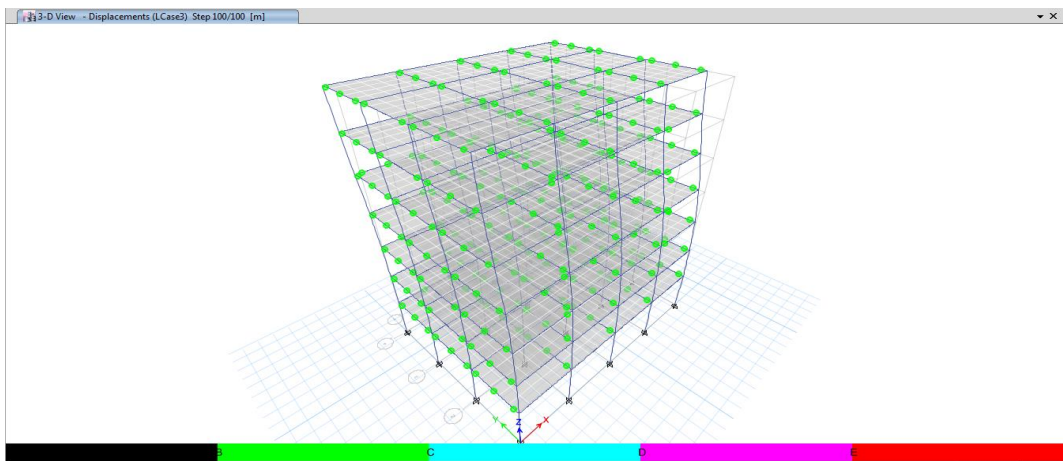 3-D View - Displacements (LCase3) Step 100/100 [m]
Z
Y
X
B
C
D
E